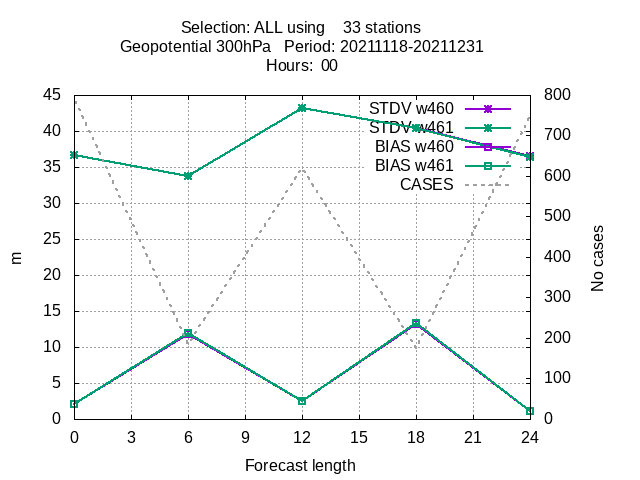 Selection: ALL using    33 stations
Geopotential 300hPa   Period: 20211118-20211231
Hours:  00
45 800
STDV w460
40 700
STDV w461
BIAS w460
35 600
BIAS w461
CASES
30 500
25 400
20
15 300
10 200
5 100
0 0
m
No cases
0 3 6 9 12 15 18 21 24
Forecast length